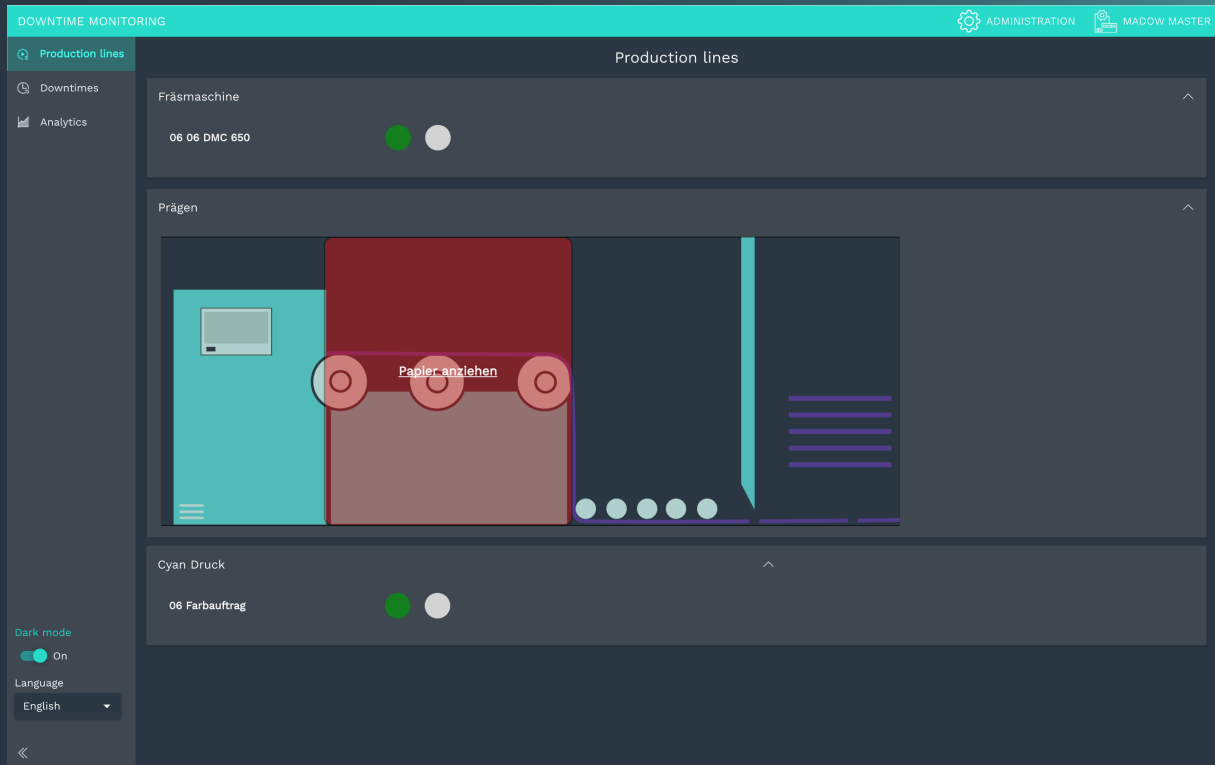 DOWNTIME MONITORING
ADMINISTRATION
MADOW MASTER
Production lines
Downtimes
Analytics
Production lines
Fräsmaschine
06 06 DMC 650
Prägen
Papier anziehen
Cyan Druck
06 Farbauftrag
Dark mode
On
Language
English